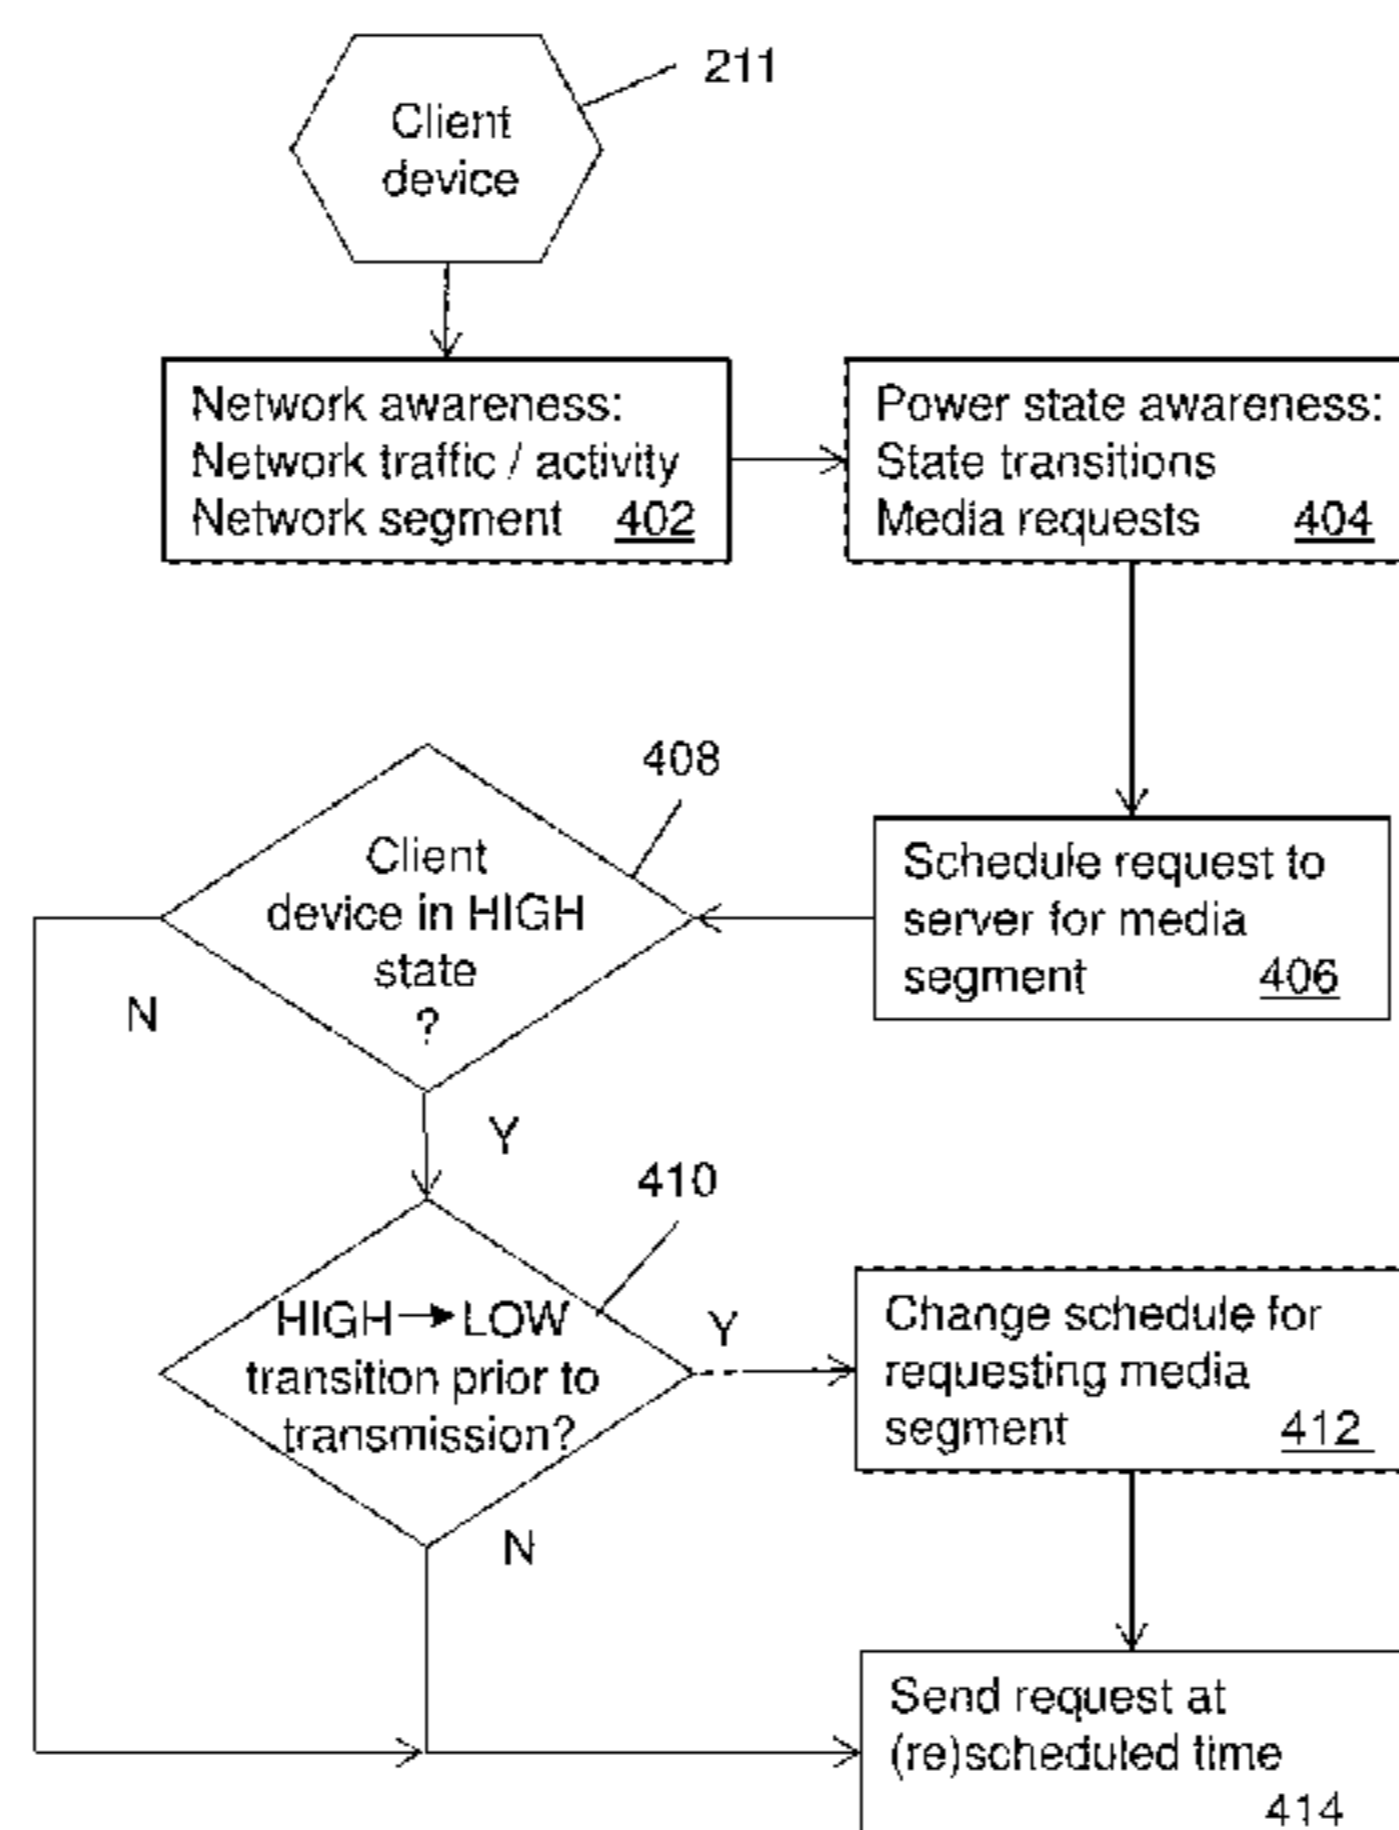 211
Client
device
Network awareness:
Network traffic / activity
Network segment 402
Power state awareness:
State transitions
Media requests 404
Schedule request to
server for media
segment 406
408
Client
device in HIGH
state
?
N
Y
410
HIGH→LOW
transition prior to
transmission?
Y
N
Change schedule for
requesting media
segment 412
Send request at
(re)scheduled time
414